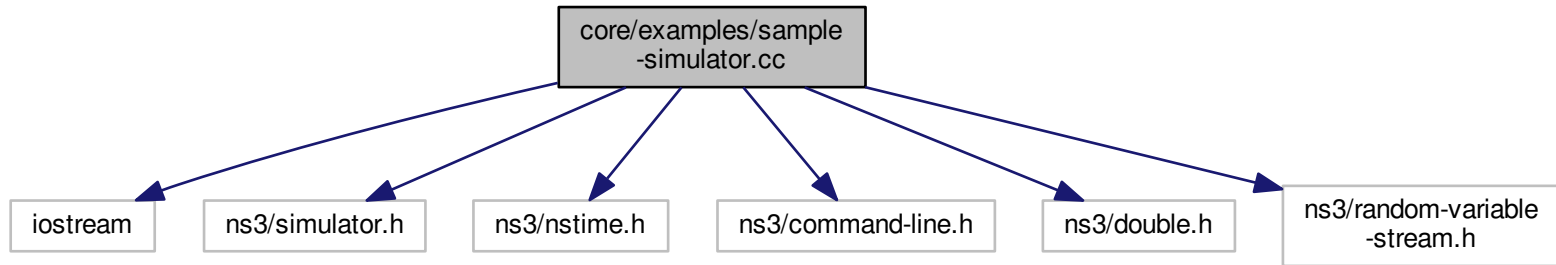 core/examples/sample
-simulator.cc
iostream
ns3/simulator.h
ns3/nstime.h
ns3/command-line.h
ns3/double.h
ns3/random-variable
-stream.h